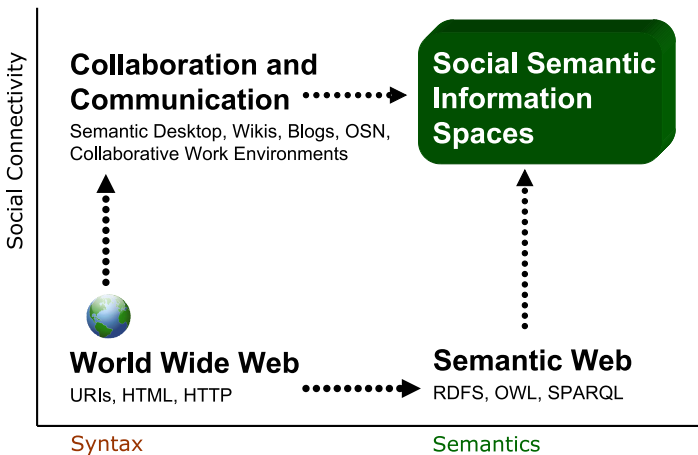 Social Connectivity
Collaboration and
Communication
Semantic Desktop, Wikis, Blogs, OSN,
Collaborative Work Environments
Social Semantic
Information
Spaces
World Wide Web
URIs, HTML, HTTP
Semantic Web
RDFS, OWL, SPARQL
Syntax
Semantics